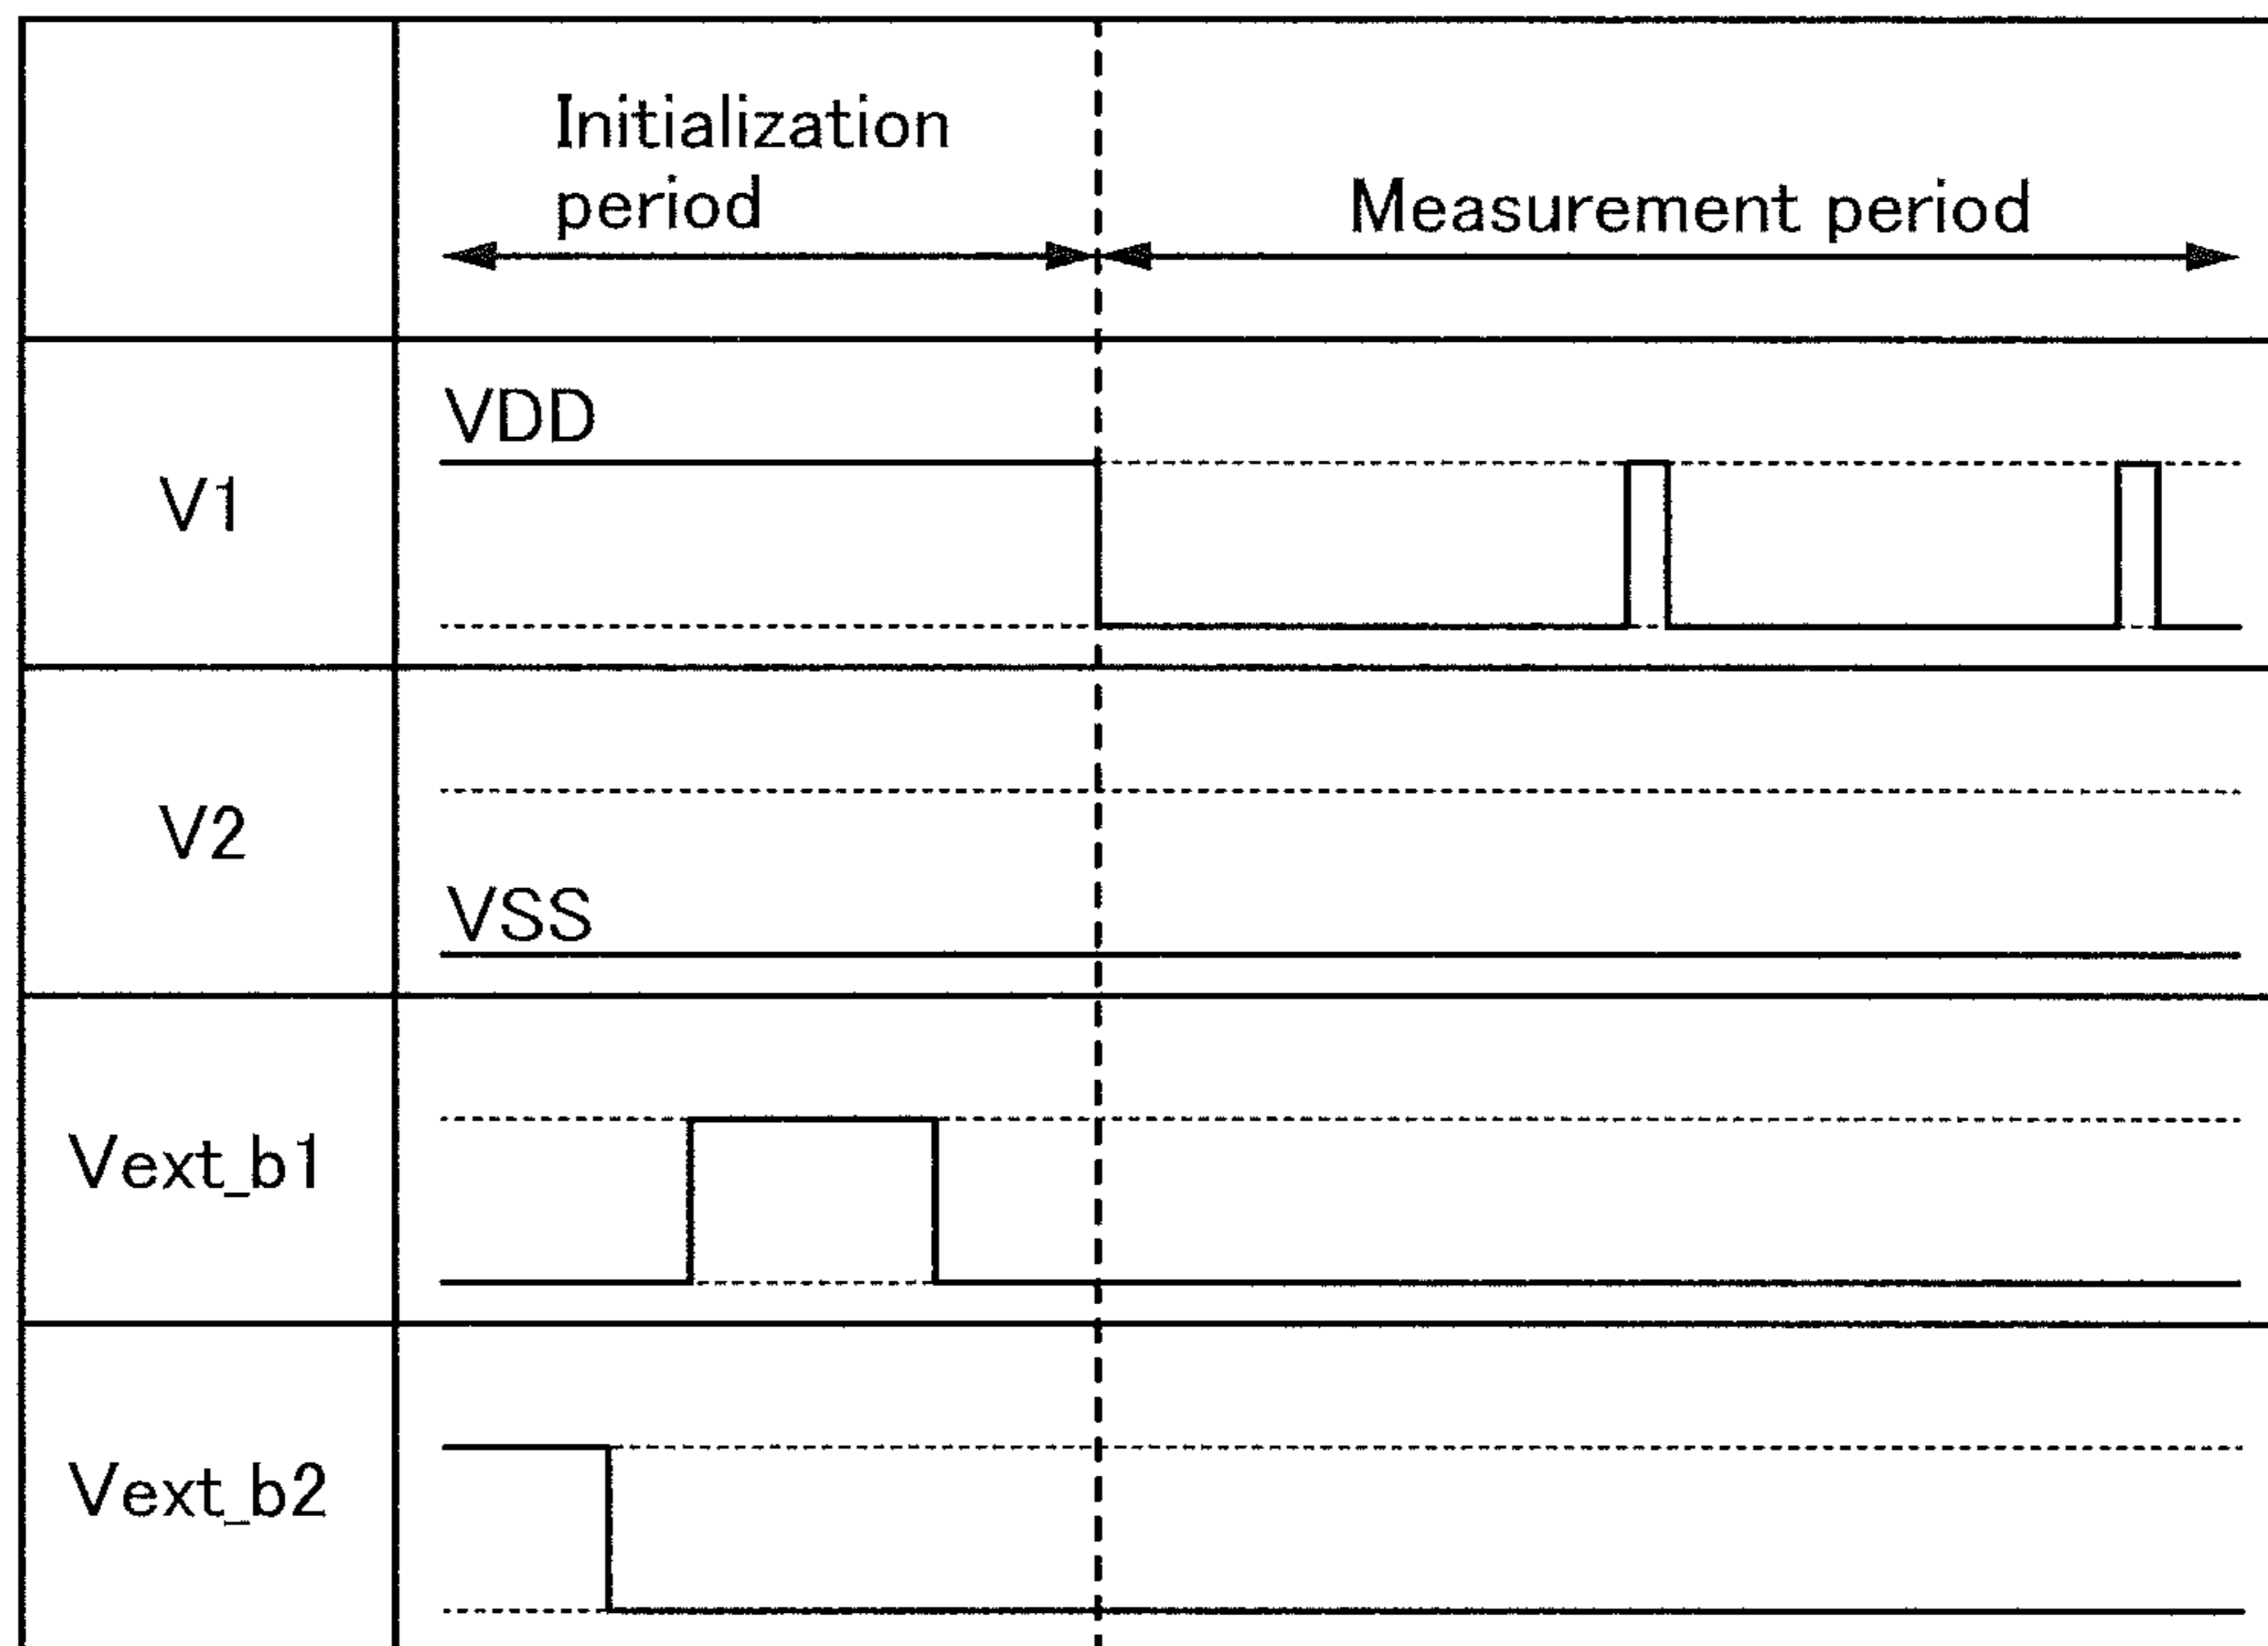 Initialization
period
Measurement period
VDD
V1
V2
VSS
Vext_b1
Vext_b2